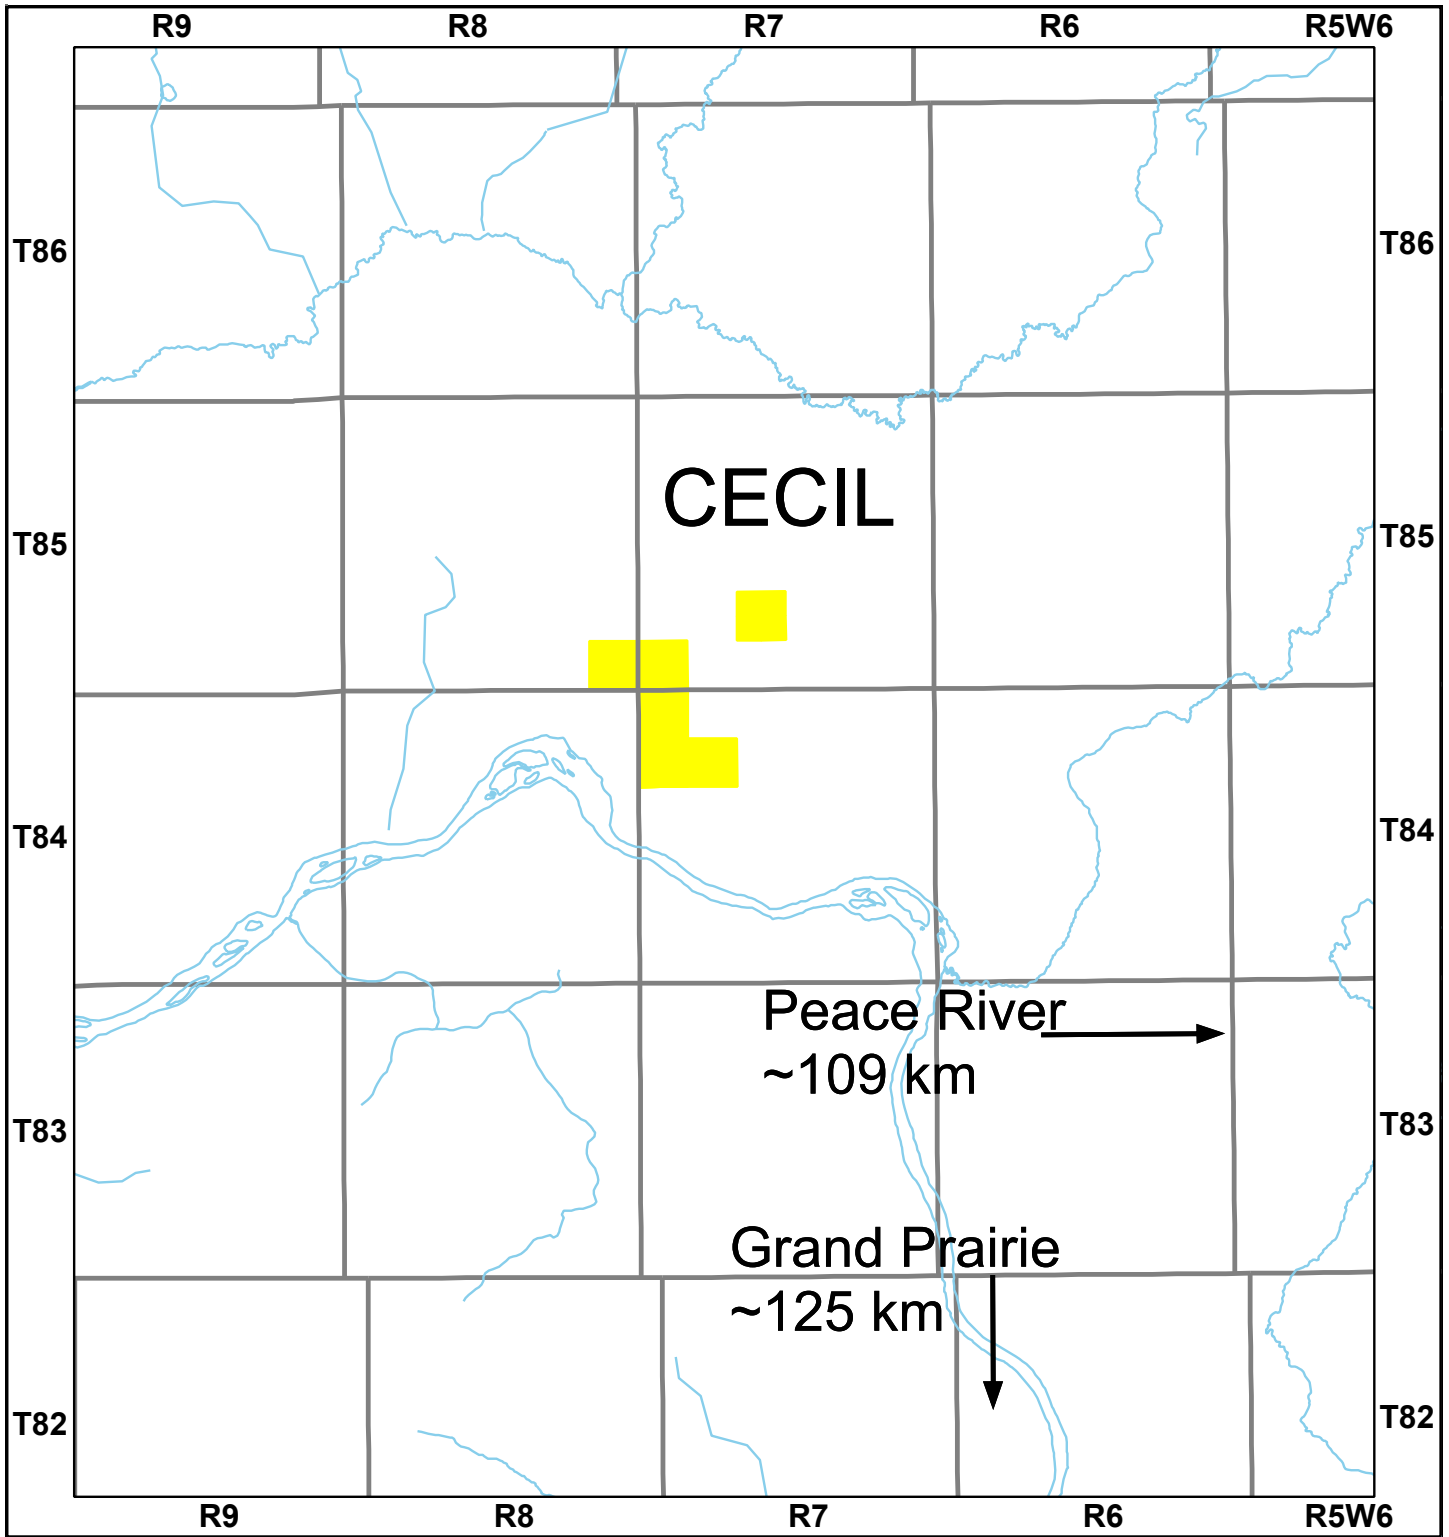 R9 R8 R7 R6 R5W6
T86 T86
CECIL
T85 T85
T84 T84
Peace River
~109 km
T83 T83
Grand Prairie
~125 km
T82 T82
R9 R8 R7 R6 R5W6